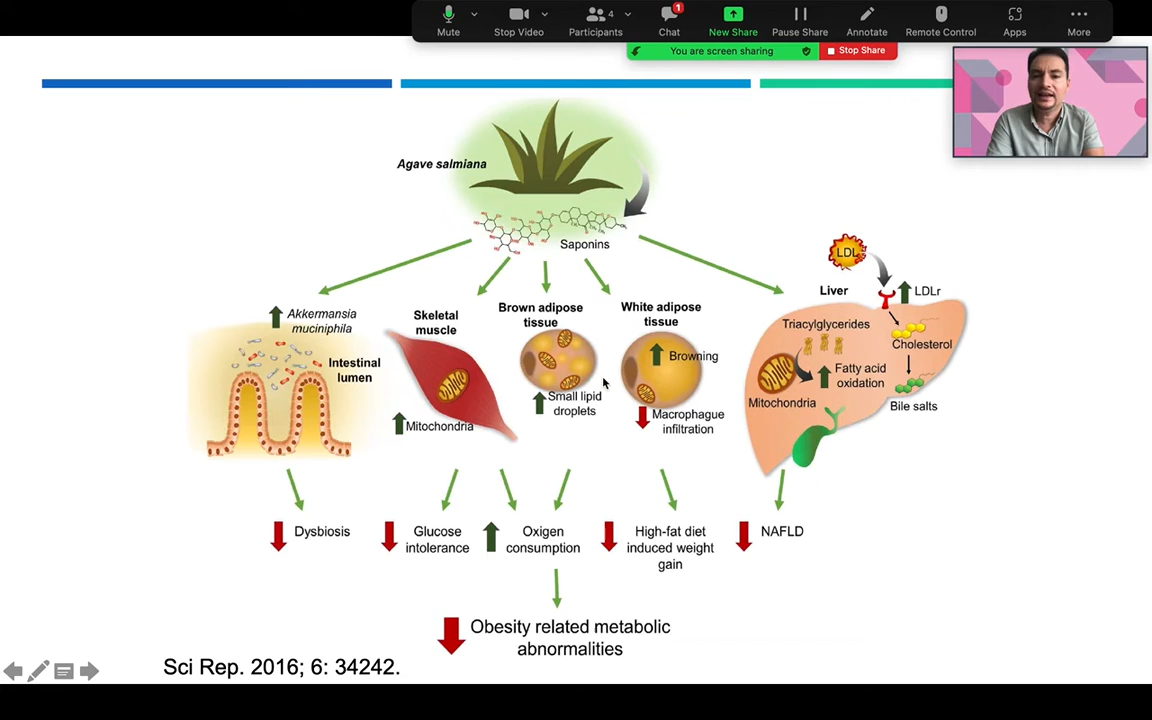 Mute
Stop Video
Participants
4
Chat
1
New Share
Pause Share
Annotate
Remote Control
Apps
More
You are screen sharing
Stop Share
Agave salmiana
Saponins
LDL
Liver
LDLr
Akkermansia
muciniphila
Intestinal
lumen
Skeletal
muscle
Mitochondria
Brown adipose
tissue
Small lipid
droplets
White adipose
tissue
Browning
Macrophague
infiltration
Triacylglycerides
Cholesterol
Fatty acid
oxidation
Mitochondria
Bile salts
Dysbiosis
Glucose
intolerance
Oxigen
consumption
High-fat diet
induced weight
gain
NAFLD
Obesity related metabolic
abnormalities
Sci Rep. 2016; 6: 34242.